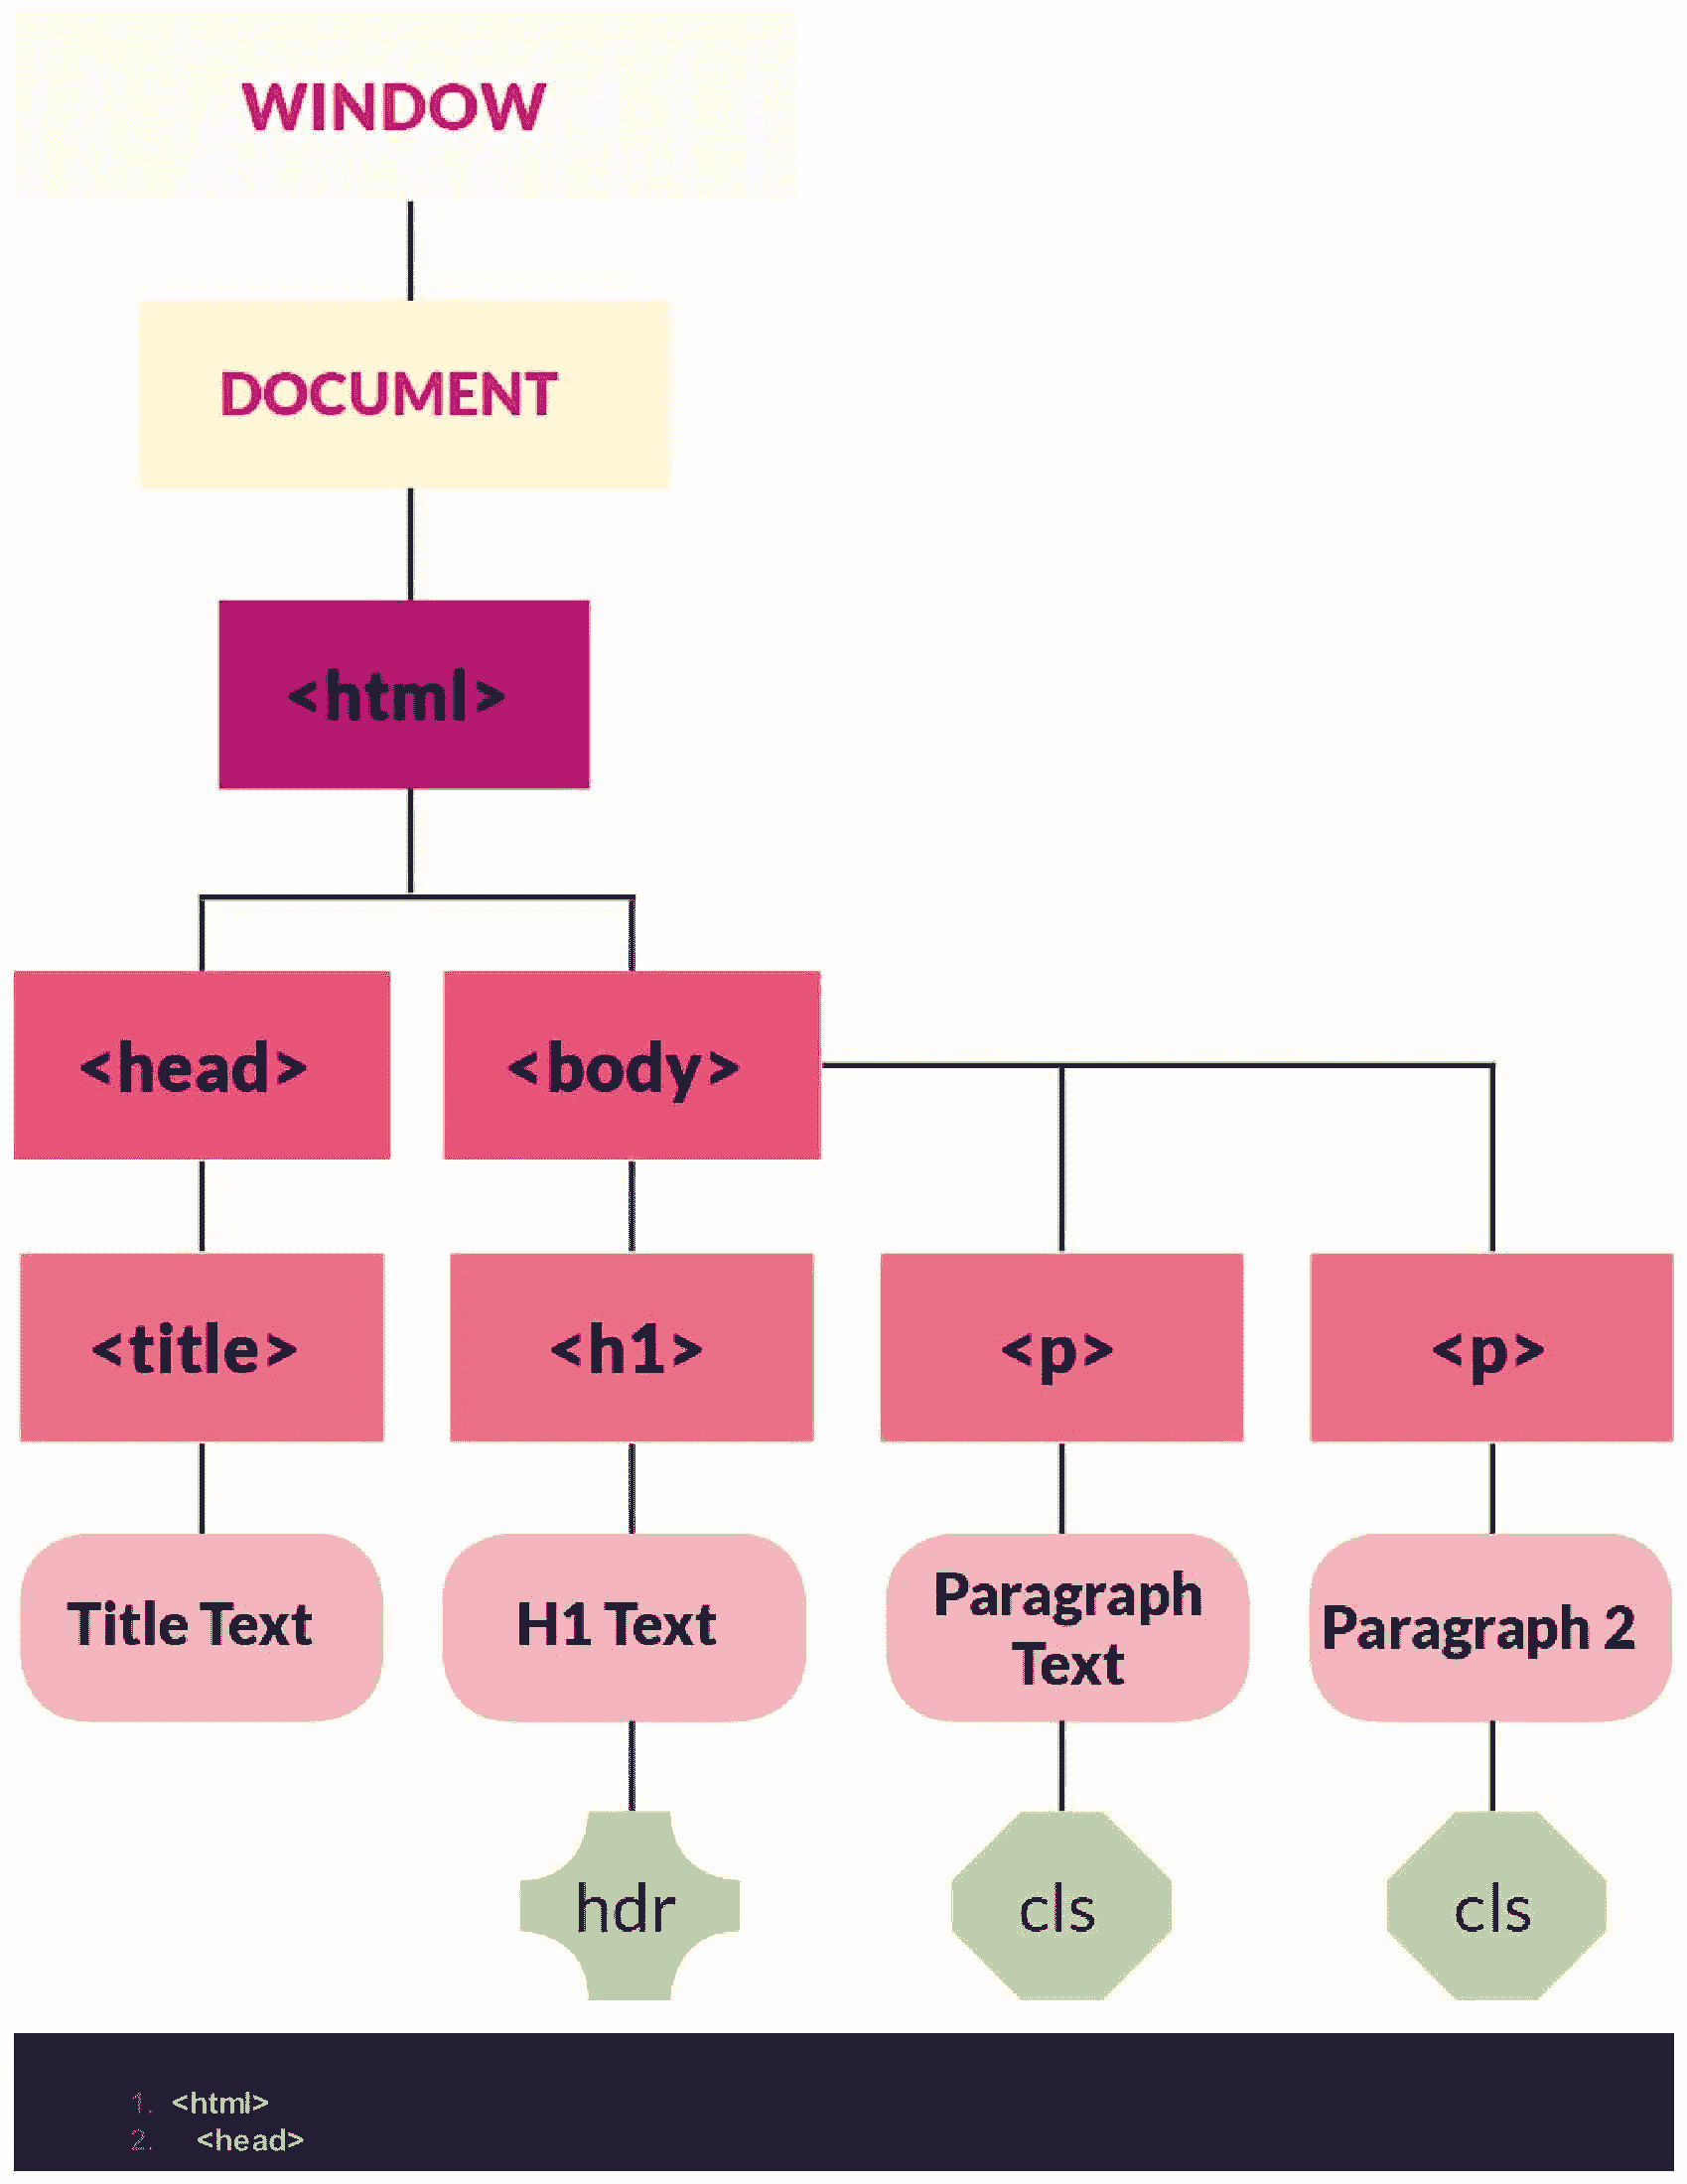 WINDOW
DOCUMENT
<html>
<head> <body>
<title> <h1> <p> <p>
Title Text H1 Text Paragraph Text Paragraph 2
hdr cls cls
1. <html>
2. <head>